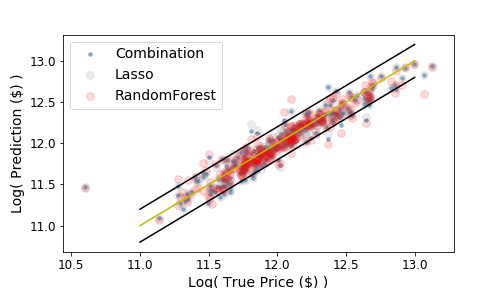 Combination
Lasso
RandomForest
Log( Prediction ($) )
13.0
12.5
12.0
11.5
11.0
10.5 11.0 11.5 12.0 12.5 13.0
Log( True Price ($) )